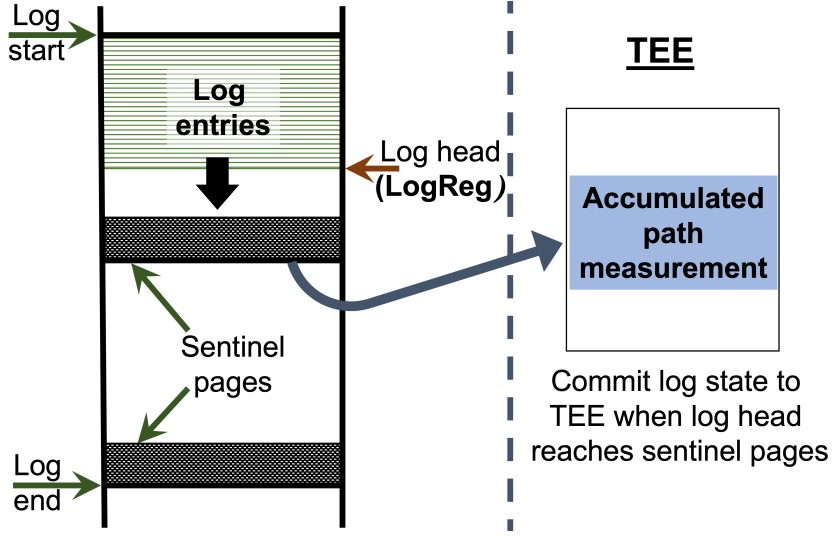 Log
start
Log
entries
Log head
(LogReg)
Sentinel
pages
Log
end
TEE
Accumulated
path
measurement
Commit log state to
TEE when log head
reaches sentinel pages